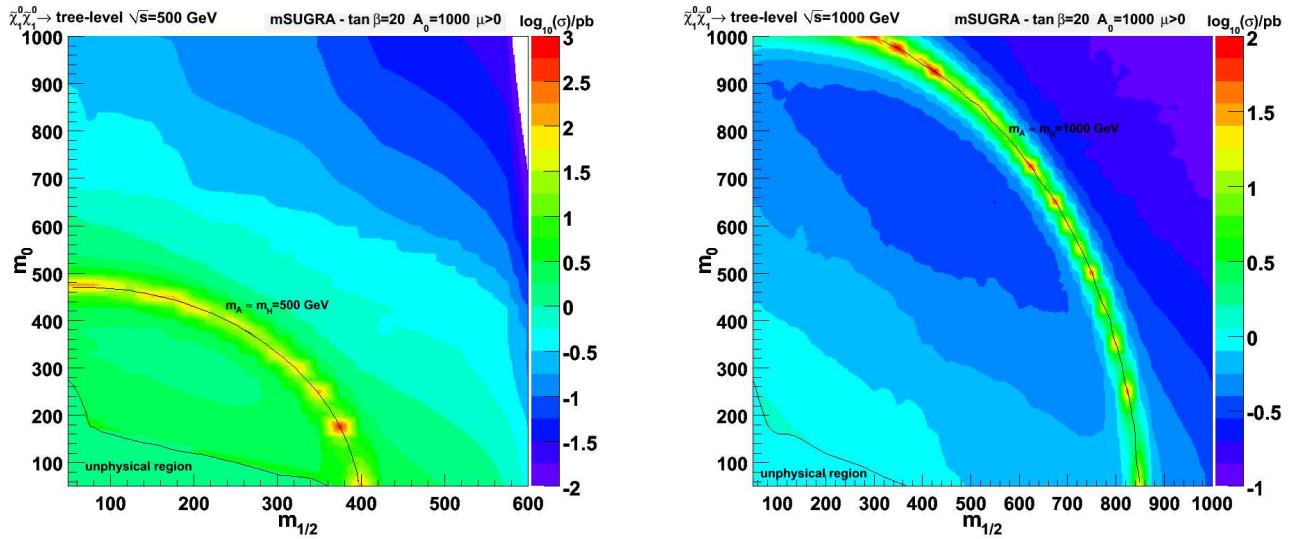 χ̃₁⁰χ̃₁⁰→ tree-level √s=500 GeV
mSUGRA - tan β=20 A₀=1000 μ>0
log₁₀(σ)/pb
1000
900
800
700
600
500
400
300
200
100
m₀
m_A ≈ m_H=500 GeV
unphysical region
100 200 300 400 500 600
m₁/₂
3
2.5
2
1.5
1
0.5
0
-0.5
-1
-1.5
-2
χ̃₁⁰χ̃₁⁰→ tree-level √s=1000 GeV
mSUGRA - tan β=20 A₀=1000 μ>0
log₁₀(σ)/pb
1000
900
800
700
600
500
400
300
200
100
m₀
m_A ≈ m_H=1000 GeV
unphysical region
100 200 300 400 500 600 700 800 900 1000
m₁/₂
2
1.5
1
0.5
0
-0.5
-1